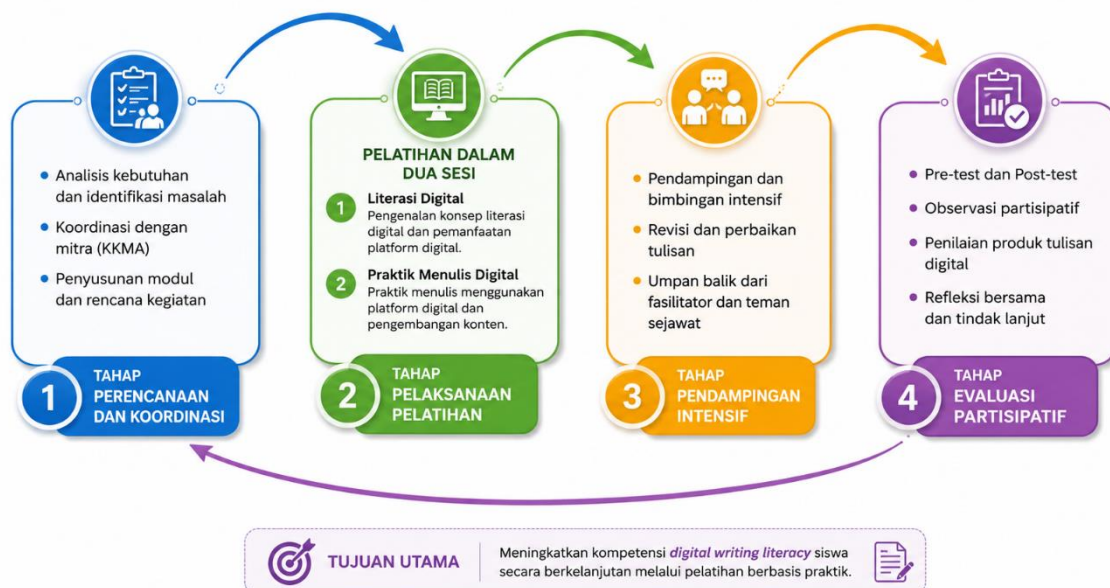 Analisis kebutuhan
dan identifikasi masalah
Koordinasi dengan
mitra (KKMA)
Penyusunan modul
dan rencana kegiatan
1
TAHAP
PERENCANAAN
DAN KOORDINASI
PELATIHAN DALAM
DUA SESI
1
Literasi Digital
Pengenalan konsep literasi
digital dan pemanfaatan
platform digital.
2
Praktik Menulis Digital
Praktik menulis menggunakan
platform digital dan
pengembangan konten.
2
TAHAP
PELAKSANAAN
PELATIHAN
Pendampingan dan
bimbingan intensif
Revisi dan perbaikan
tulisan
Umpan balik dari
fasilitator dan teman
sejawat
3
TAHAP
PENDAMPINGAN
INTENSIF
Pre-test dan Post-test
Observasi partisipatif
Penilaian produk tulisan
digital
Refleksi bersama
dan tindak lanjut
4
TAHAP
EVALUASI
PARTISIPATIF
TUJUAN UTAMA
Meningkatkan kompetensi digital writing literacy siswa
secara berkelanjutan melalui pelatihan berbasis praktik.